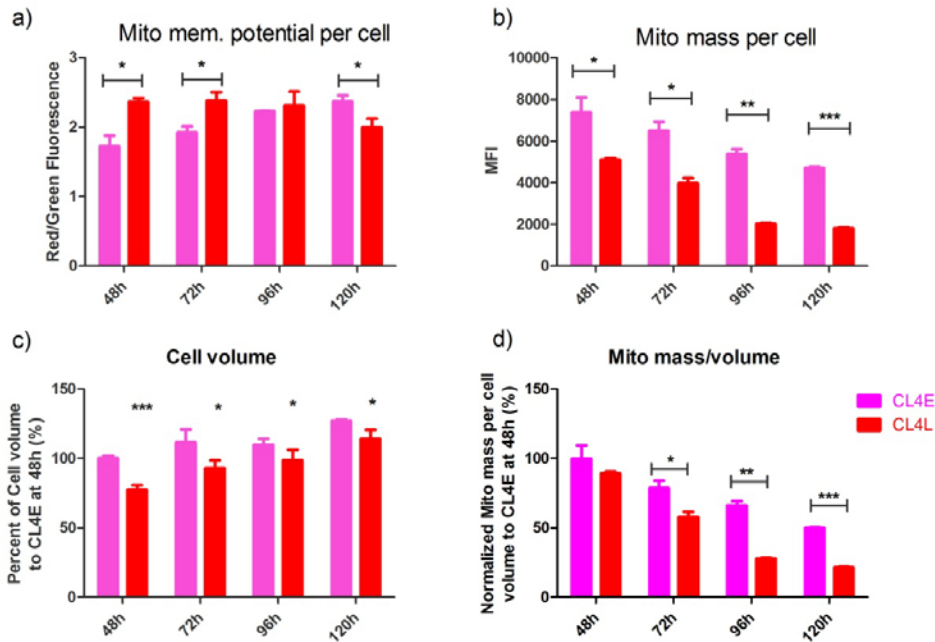 a)
Mito mem. potential per cell
Red/Green Fluorescence
3
2
1
0
* * *
48h 72h 96h 120h
b)
Mito mass per cell
MFI
10000
8000
6000
4000
2000
0
* * ** ***
48h 72h 96h 120h
c)
Cell volume
Percent of Cell volume
to CL4E at 48h (%)
150
100
50
0
*** * * *
48h 72h 96h 120h
d)
Mito mass/volume
Normalized Mito mass per cell
volume to CL4E at 48h (%)
150
100
50
0
* ** ***
48h 72h 96h 120h
CL4E
CL4L